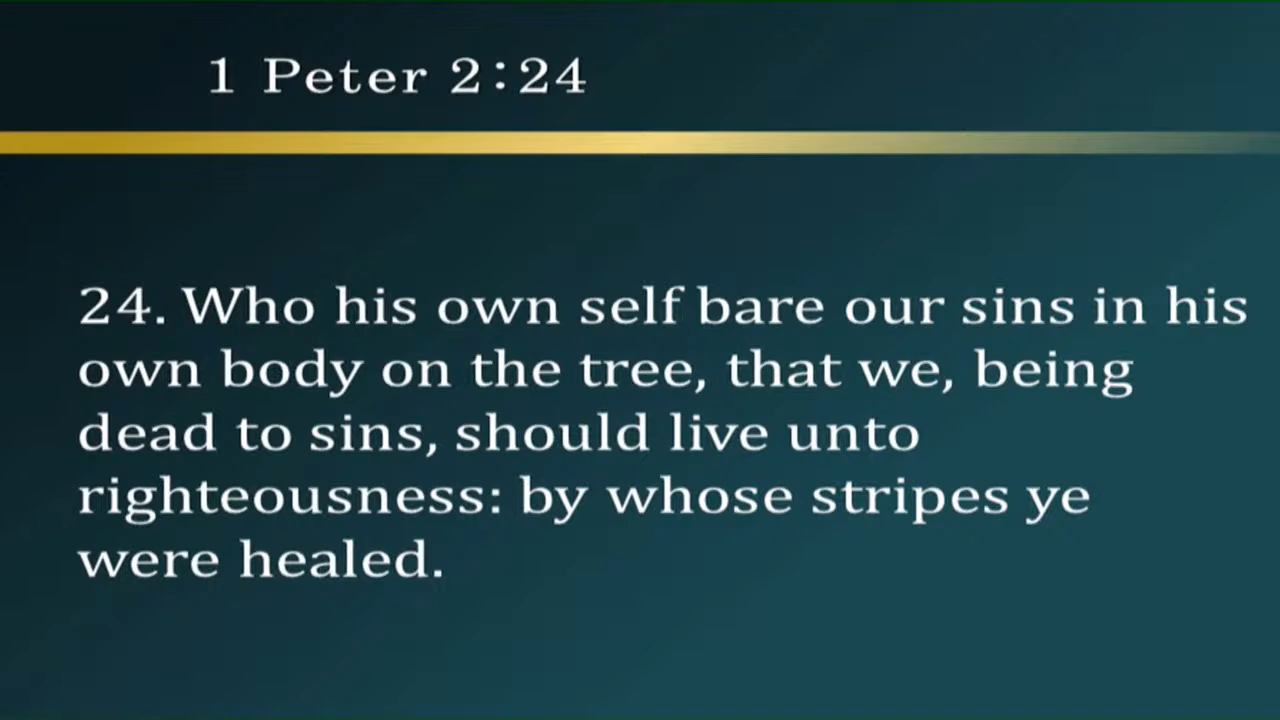 1 Peter 2:24
24. Who his own self bare our sins in his
own body on the tree, that we, being
dead to sins, should live unto
righteousness: by whose stripes ye
were healed.